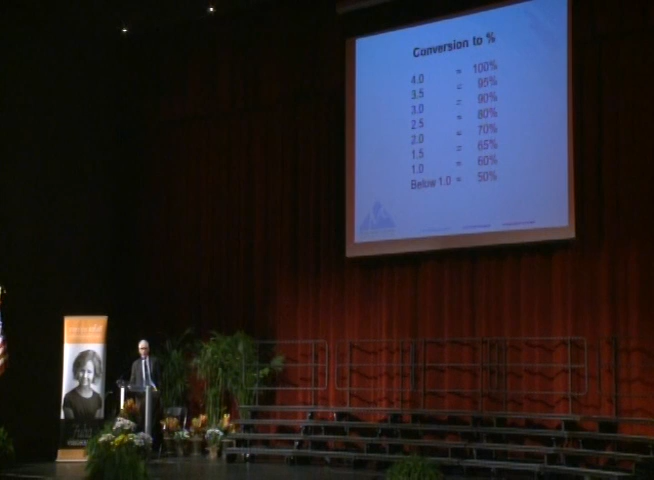 Conversion to %
4.0 = 100%
3.5 = 95%
3.0 = 90%
2.5 = 80%
2.0 = 70%
1.5 = 65%
1.0 = 60%
Below 1.0 = 50%